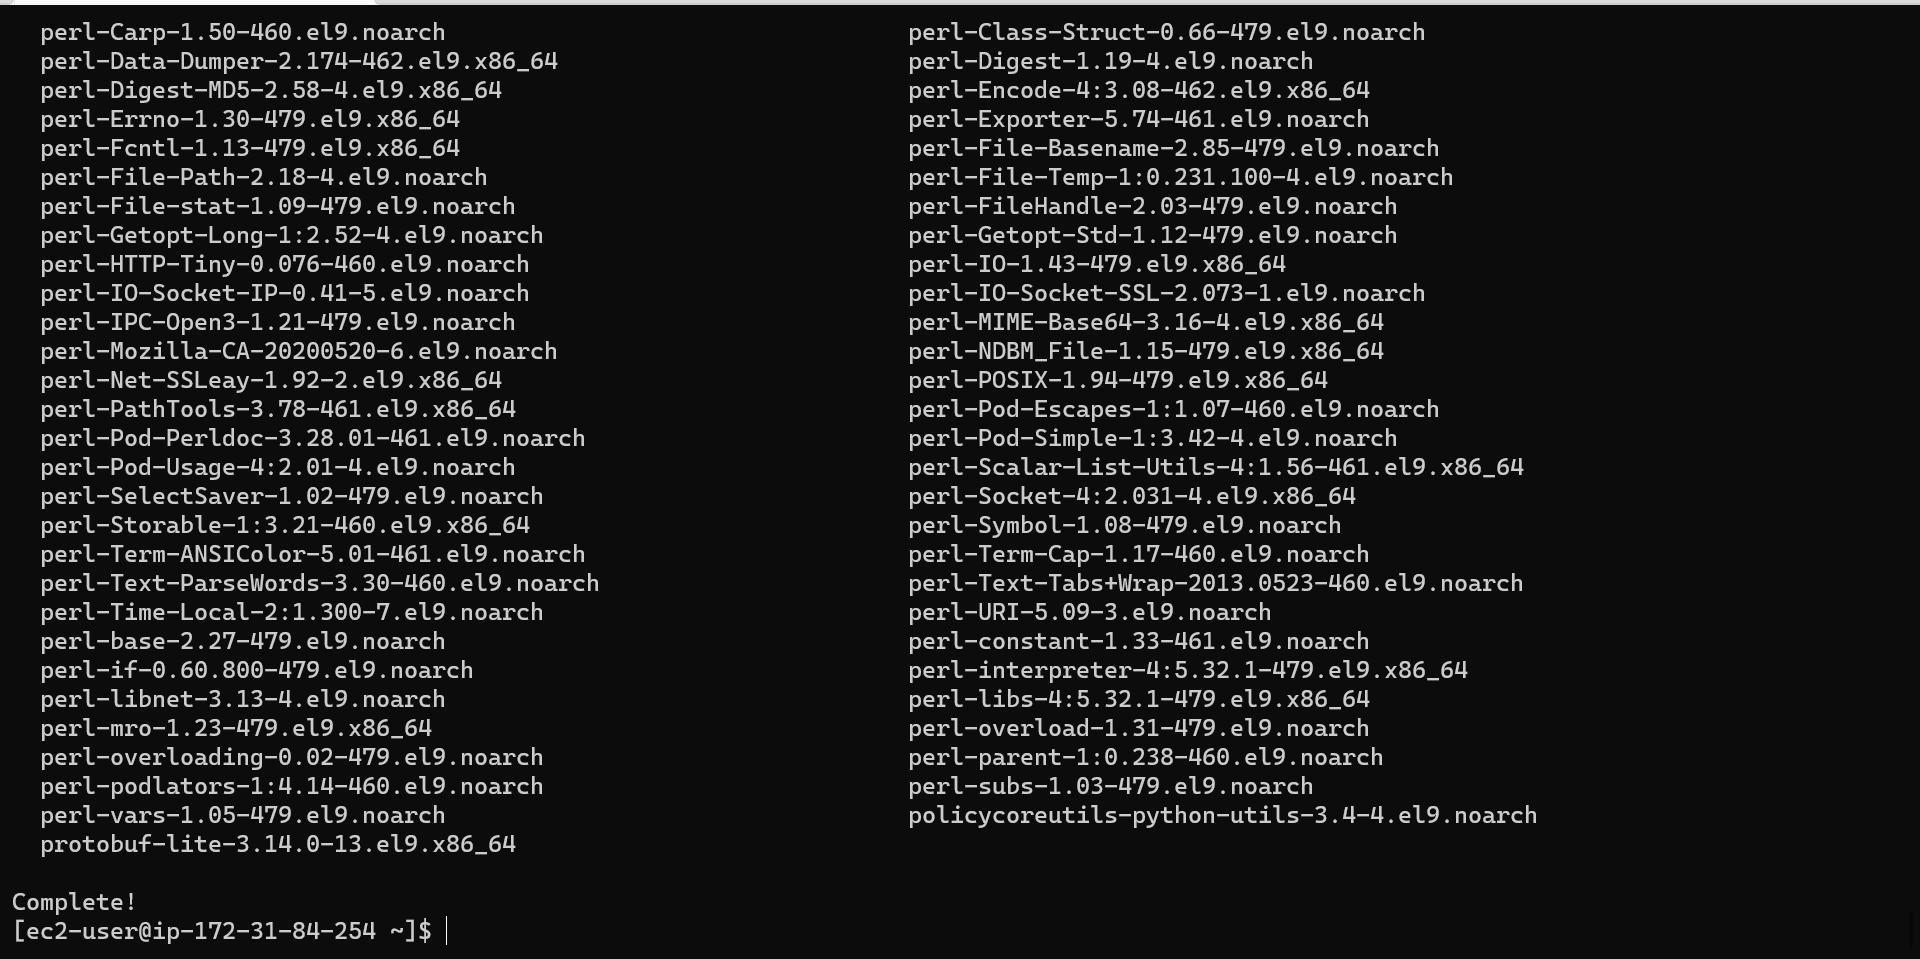 perl-Carp-1.50-460.el9.noarch perl-Class-Struct-0.66-479.el9.noarch
perl-Data-Dumper-2.174-462.el9.x86_64 perl-Digest-1.19-4.el9.noarch
perl-Digest-MD5-2.58-4.el9.x86_64 perl-Encode-4:3.08-462.el9.x86_64
perl-Errno-1.30-479.el9.x86_64 perl-Exporter-5.74-461.el9.noarch
perl-Fcntl-1.13-479.el9.x86_64 perl-File-Basename-2.85-479.el9.noarch
perl-File-Path-2.18-4.el9.noarch perl-File-Temp-1:0.231.100-4.el9.noarch
perl-File-stat-1.09-479.el9.noarch perl-FileHandle-2.03-479.el9.noarch
perl-Getopt-Long-1:2.52-4.el9.noarch perl-Getopt-Std-1.12-479.el9.noarch
perl-HTTP-Tiny-0.076-460.el9.noarch perl-IO-1.43-479.el9.x86_64
perl-IO-Socket-IP-0.41-5.el9.noarch perl-IO-Socket-SSL-2.073-1.el9.noarch
perl-IPC-Open3-1.21-479.el9.noarch perl-MIME-Base64-3.16-4.el9.x86_64
perl-Mozilla-CA-20200520-6.el9.noarch perl-NDBM_File-1.15-479.el9.x86_64
perl-Net-SSLeay-1.92-2.el9.x86_64 perl-POSIX-1.94-479.el9.x86_64
perl-PathTools-3.78-461.el9.x86_64 perl-Pod-Escapes-1:1.07-460.el9.noarch
perl-Pod-Perldoc-3.28.01-461.el9.noarch perl-Pod-Simple-1:3.42-4.el9.noarch
perl-Pod-Usage-4:2.01-4.el9.noarch perl-Scalar-List-Utils-4:1.56-461.el9.x86_64
perl-SelectSaver-1.02-479.el9.noarch perl-Socket-4:2.031-4.el9.x86_64
perl-Storable-1:3.21-460.el9.x86_64 perl-Symbol-1.08-479.el9.noarch
perl-Term-ANSIColor-5.01-461.el9.noarch perl-Term-Cap-1.17-460.el9.noarch
perl-Text-ParseWords-3.30-460.el9.noarch perl-Text-Tabs+Wrap-2013.0523-460.el9.noarch
perl-Time-Local-2:1.300-7.el9.noarch perl-URI-5.09-3.el9.noarch
perl-base-2.27-479.el9.noarch perl-constant-1.33-461.el9.noarch
perl-if-0.60.800-479.el9.noarch perl-interpreter-4:5.32.1-479.el9.x86_64
perl-libnet-3.13-4.el9.noarch perl-libs-4:5.32.1-479.el9.x86_64
perl-mro-1.23-479.el9.x86_64 perl-overload-1.31-479.el9.noarch
perl-overloading-0.02-479.el9.noarch perl-parent-1:0.238-460.el9.noarch
perl-podlators-1:4.14-460.el9.noarch perl-subs-1.03-479.el9.noarch
perl-vars-1.05-479.el9.noarch policycoreutils-python-utils-3.4-4.el9.noarch
protobuf-lite-3.14.0-13.el9.x86_64
Complete!
[ec2-user@ip-172-31-84-254 ~]$